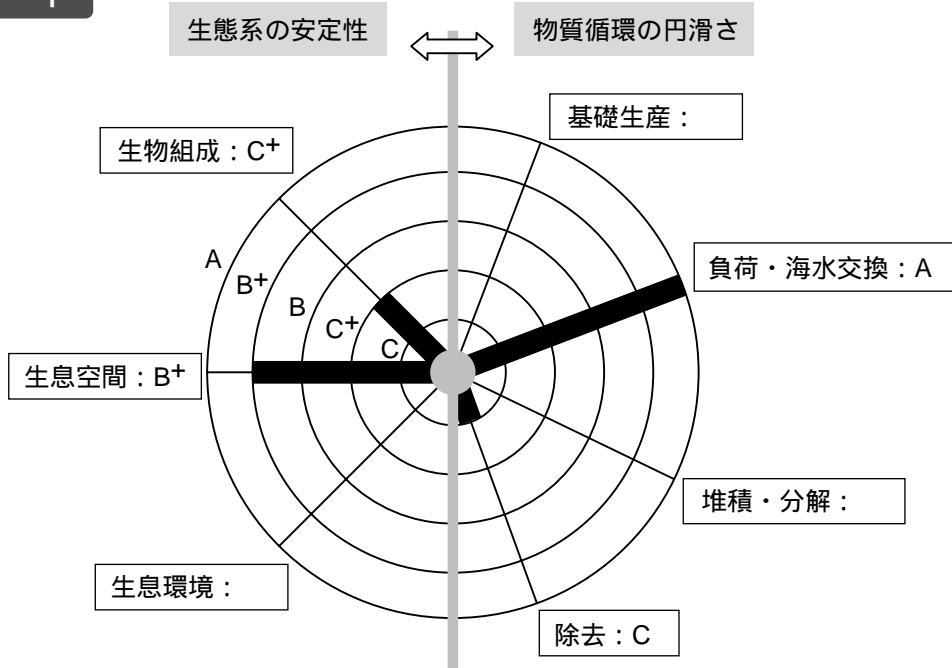 生態系の安定性
物質循環の円滑さ
基礎生産：
生物組成：C+
負荷・海水交換：A
A
B+
B
C+
C
生息空間：B+
堆積・分解：
生息環境：
除去：C